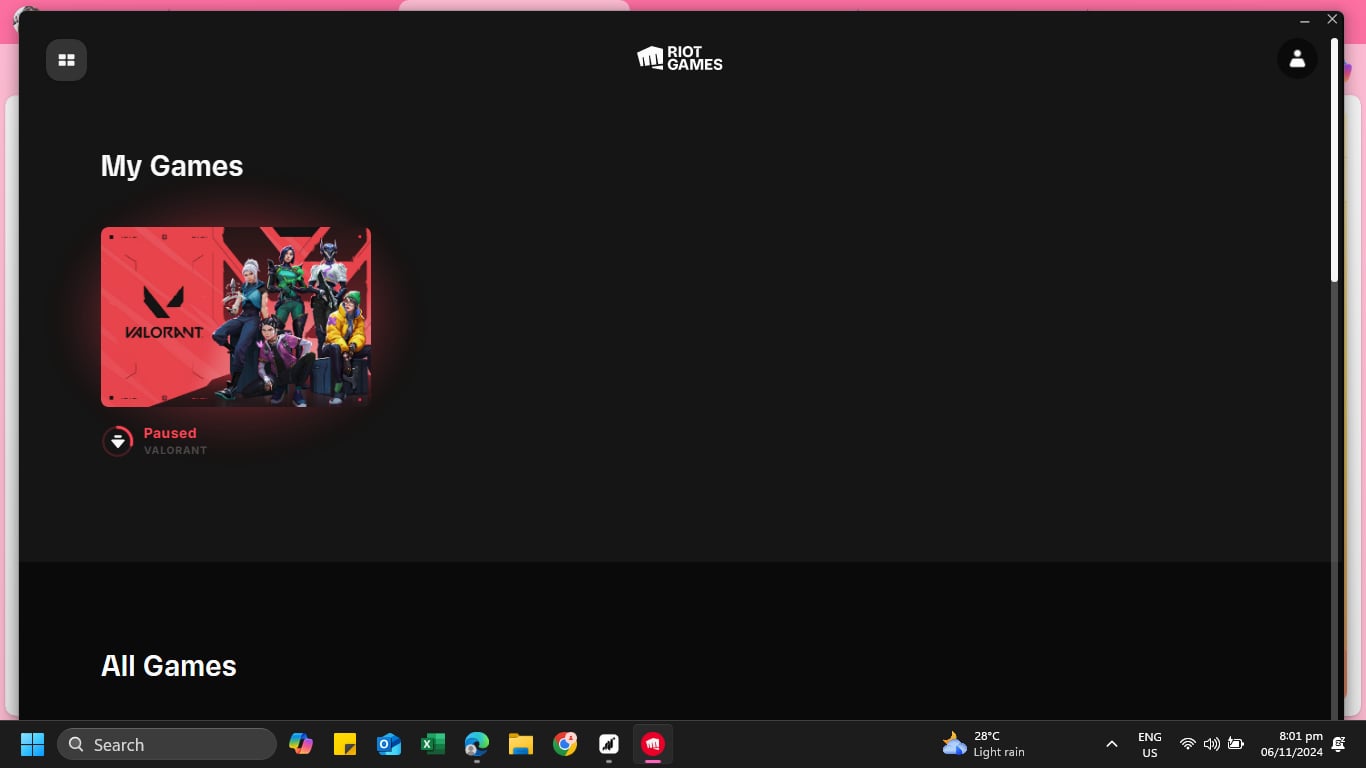 RIOT
GAMES
My Games
VALORANT
Paused
VALORANT
All Games
Search
28°C
Light rain
ENG
US
8:01 pm
06/11/2024